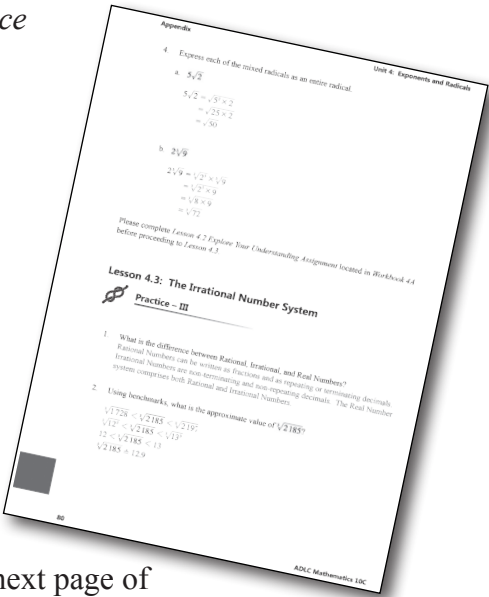 ce
Appendix
Unit 4: Exponents and Radicals
4. Express each of the mixed radicals as an entire radical.
a. 5√2
5√2 = √5² × 2
= √25 × 2
= √50
b. 2∛9
2∛9 = ∛2³ × ∛9
= ∛2³ × 9
= ∛8 × 9
= ∛72
Please complete Lesson 4.2 Explore Your Understanding Assignment located in Workbook 4A
before proceeding to Lesson 4.3.
Lesson 4.3: The Irrational Number System
Practice – III
1. What is the difference between Rational, Irrational, and Real Numbers?
Rational Numbers can be written as fractions and as repeating or terminating decimals.
Irrational Numbers are non-terminating and non-repeating decimals. The Real Number
system comprises both Rational and Irrational Numbers.
2. Using benchmarks, what is the approximate value of ∛2185?
∛1728 < ∛2185 < ∛2197
∛12³ < ∛2185 < ∛13³
12 < ∛2185 < 13
∛2185 ≈ 12.9
80
ADLC Mathematics 10C
next page of